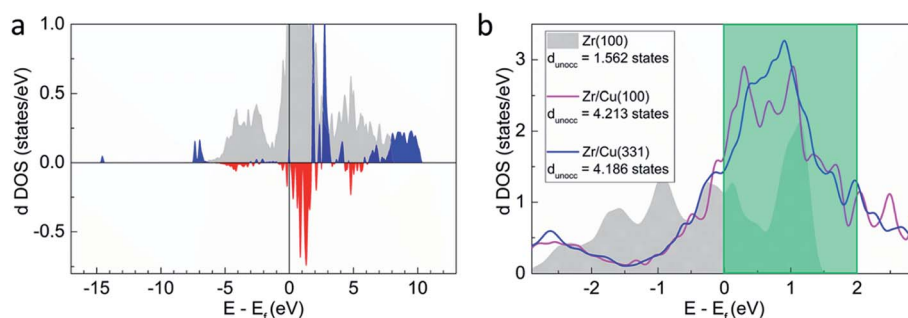 a
d DOS (states/eV)
1.0
0.5
0.0
-0.5
-15
-10
-5
0
5
10
E - Ef(eV)
b
d DOS (states/eV)
3
2
1
0
Zr(100)
dunocc = 1.562 states
Zr/Cu(100)
dunocc = 4.213 states
Zr/Cu(331)
dunocc = 4.186 states
-2
-1
0
1
2
E - Ef(eV)